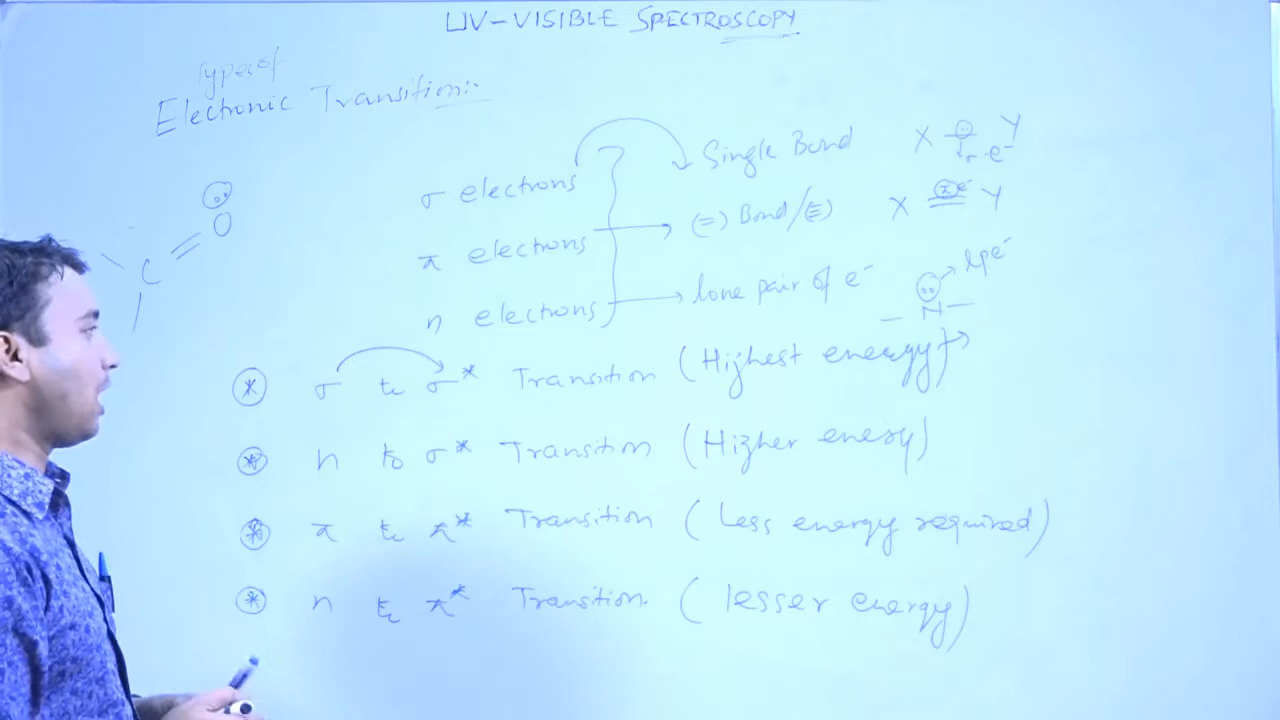 UV-VISIBLE SPECTROSCOPY
Types of
Electronic Transition:-
σ electrons
Single Bond
X Y
σ e⁻
π electrons
(=) Bond/(≡)
X πe⁻ Y
n electrons
lone pair of e⁻
N
lpe⁻
O
C
* σ to σ* Transition (Highest energy)
* n to σ* Transition (Higher energy)
* π to π* Transition (Less energy required)
* n to π* Transition. (lesser energy)